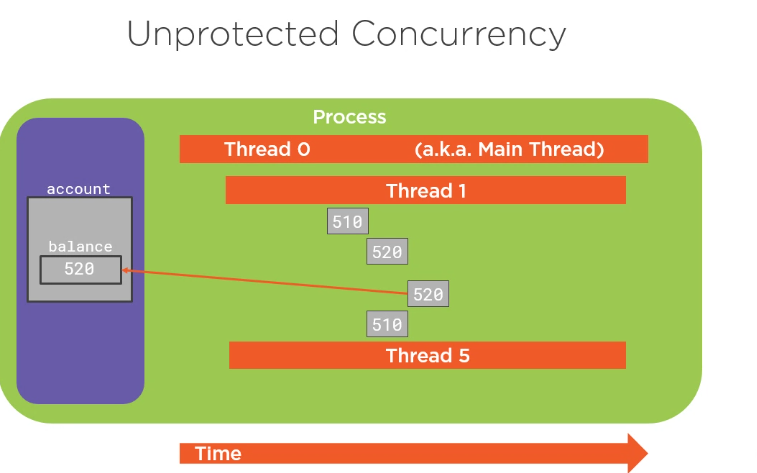 Unprotected Concurrency
Process
Thread 0 (a.k.a. Main Thread)
Thread 1
account
balance
520
510
520
520
510
Thread 5
Time